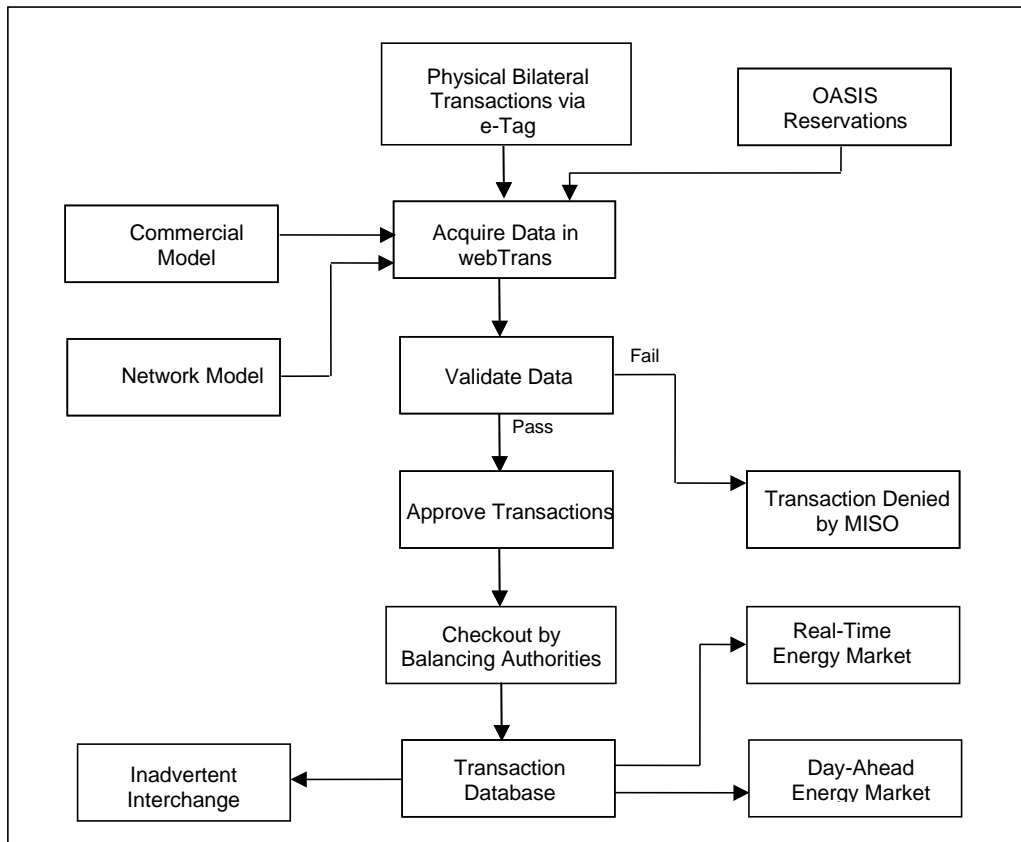 Physical Bilateral
Transactions via
e-Tag
OASIS
Reservations
Commercial
Model
Acquire Data in
webTrans
Network Model
Validate Data
Fail
Pass
Approve Transactions
Transaction Denied
by MISO
Checkout by
Balancing Authorities
Real-Time
Energy Market
Inadvertent
Interchange
Transaction
Database
Day-Ahead
Energy Market